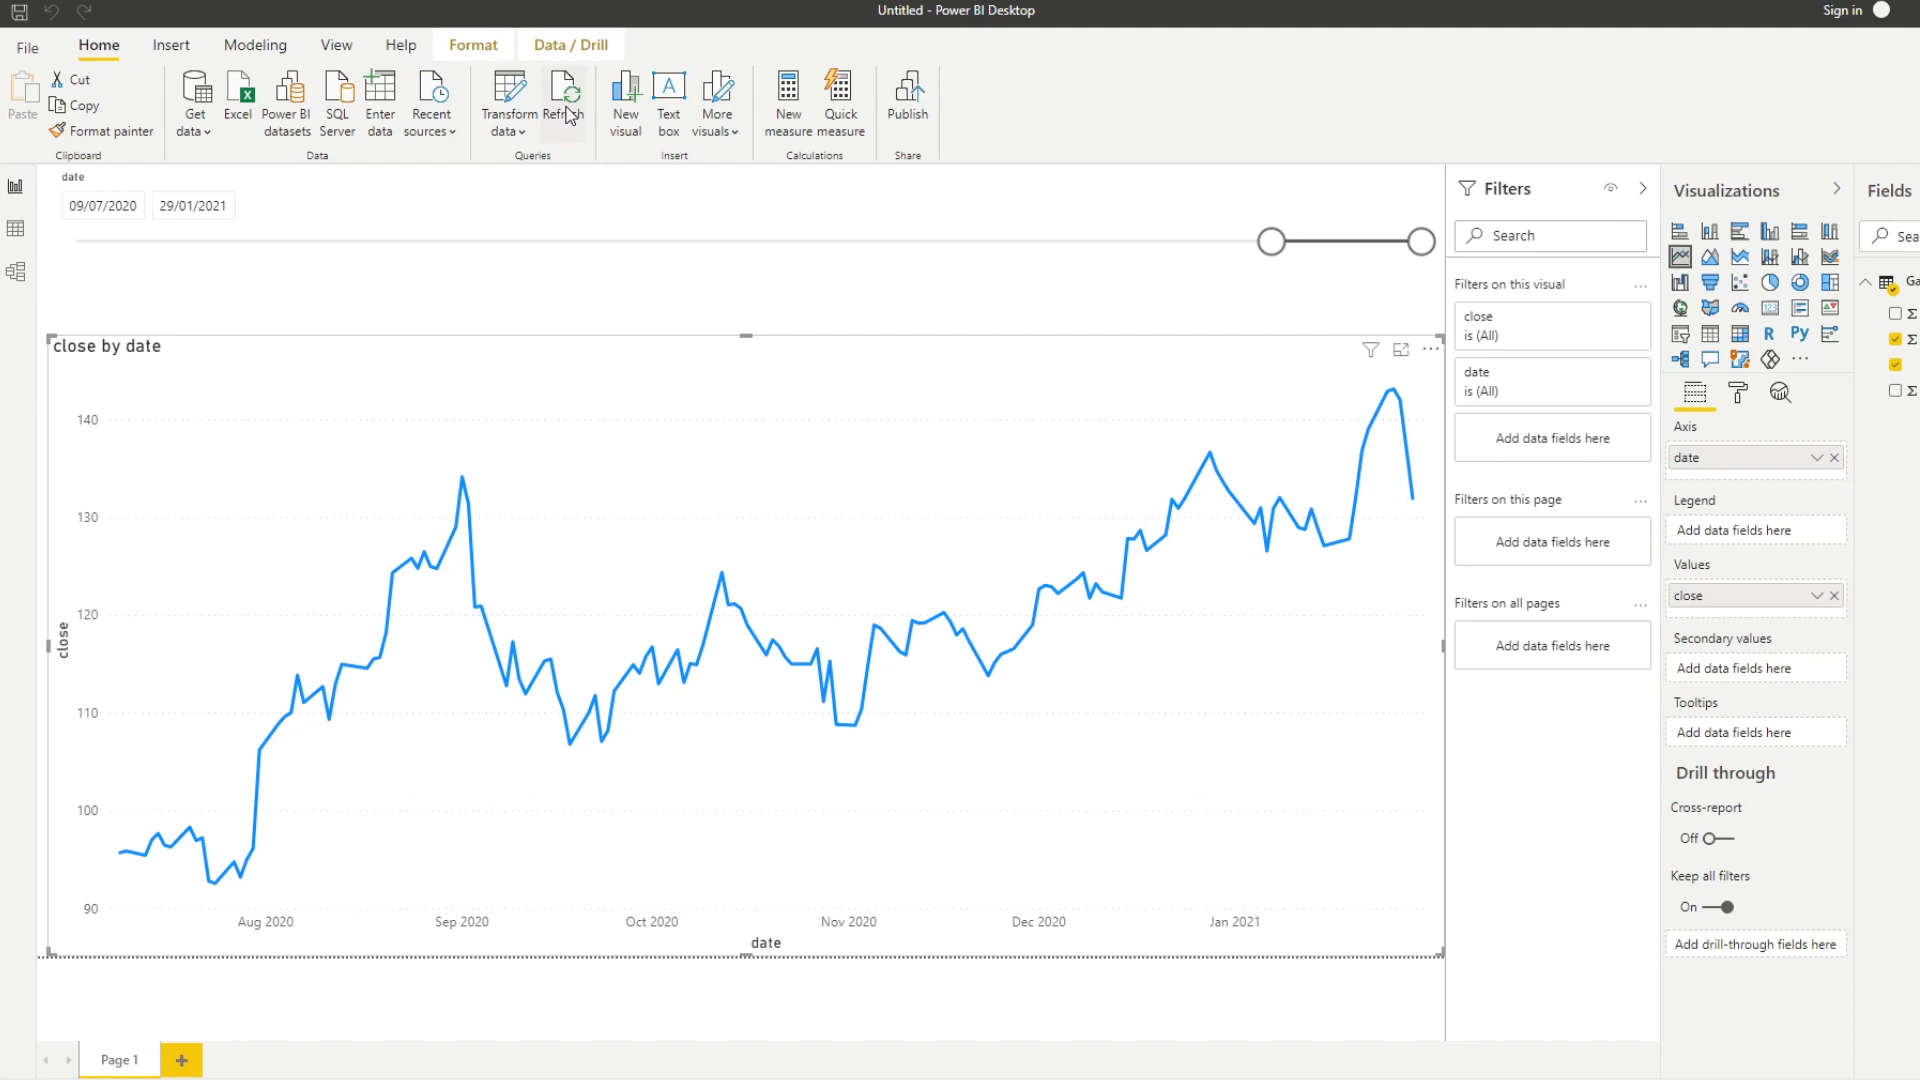 Untitled - Power BI Desktop
Sign in
File
Home
Insert
Modeling
View
Help
Format
Data / Drill
Paste
Cut
Copy
Format painter
Clipboard
Get
data
Excel
Power BI
datasets
SQL
Server
Enter
data
Recent
sources
Data
Transform
data
Refresh
Queries
New
visual
A
Text
box
More
visuals
Insert
New
measure
Quick
measure
Calculations
Publish
Share
date
09/07/2020
29/01/2021
close by date
140
130
120
110
100
90
close
Aug 2020
Sep 2020
Oct 2020
Nov 2020
Dec 2020
Jan 2021
date
Page 1
Filters
Search
Filters on this visual
close
is (All)
date
is (All)
Add data fields here
Filters on this page
Add data fields here
Filters on all pages
Add data fields here
Visualizations
R
Py
Axis
date
Legend
Add data fields here
Values
close
Secondary values
Add data fields here
Tooltips
Add data fields here
Drill through
Cross-report
Off
Keep all filters
On
Add drill-through fields here
Fields
Sea
Ga
Σ
Σ
Σ